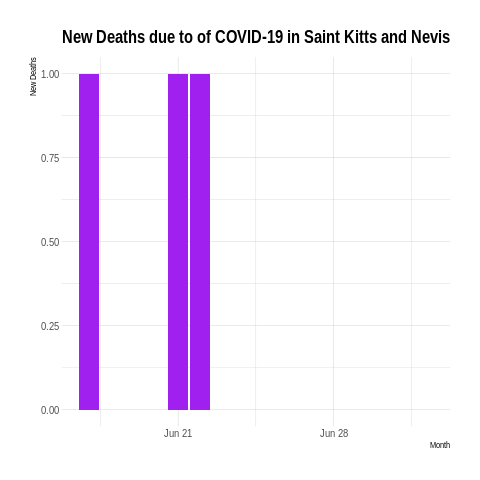 New Deaths due to of COVID-19 in Saint Kitts and Nevis
New Deaths
1.00
0.75
0.50
0.25
0.00
Jun 21
Jun 28
Month